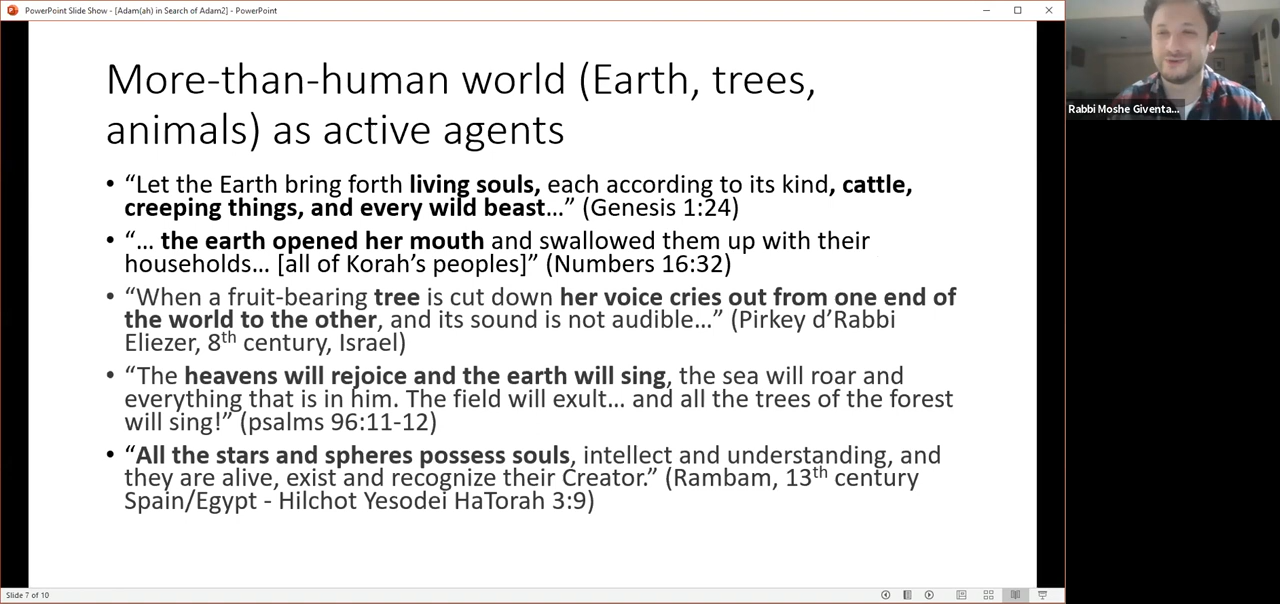 PowerPoint Slide Show - [Adam(ah) in Search of Adam2] - PowerPoint
More-than-human world (Earth, trees,
animals) as active agents
• “Let the Earth bring forth living souls, each according to its kind, cattle,
creeping things, and every wild beast…” (Genesis 1:24)
• “… the earth opened her mouth and swallowed them up with their
households… [all of Korah’s peoples]” (Numbers 16:32)
• “When a fruit-bearing tree is cut down her voice cries out from one end of
the world to the other, and its sound is not audible…” (Pirkey d’Rabbi
Eliezer, 8th century, Israel)
• “The heavens will rejoice and the earth will sing, the sea will roar and
everything that is in him. The field will exult… and all the trees of the forest
will sing!” (psalms 96:11-12)
• “All the stars and spheres possess souls, intellect and understanding, and
they are alive, exist and recognize their Creator.” (Rambam, 13th century
Spain/Egypt - Hilchot Yesodei HaTorah 3:9)
Slide 7 of 10
Rabbi Moshe Giventa...